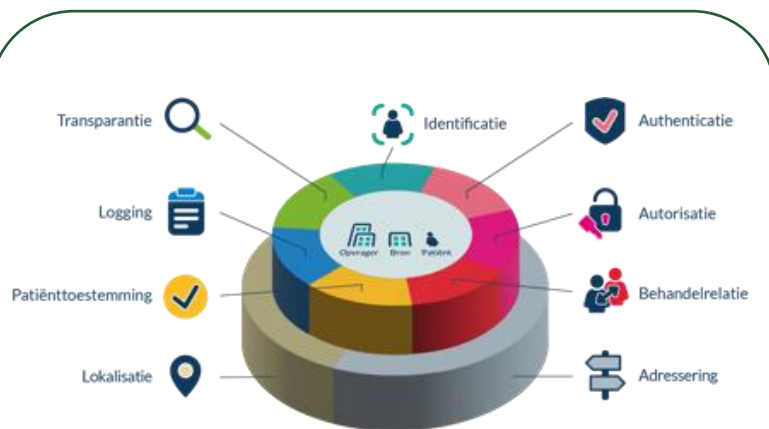 Transparantie
Identificatie
Authenticatie
Logging
Autorisatie
Opvrager Bron Patiënt
Patiënttoestemming
Behandelrelatie
Lokalisatie
Adressering